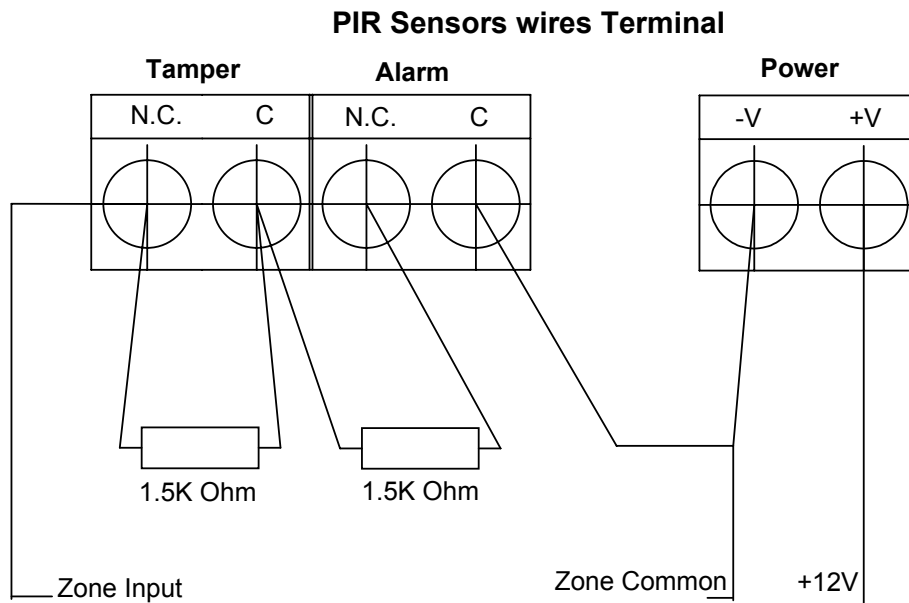 PIR Sensors wires Terminal
Tamper Alarm Power
N.C. C N.C. C -V +V
1.5K Ohm 1.5K Ohm
Zone Input Zone Common +12V